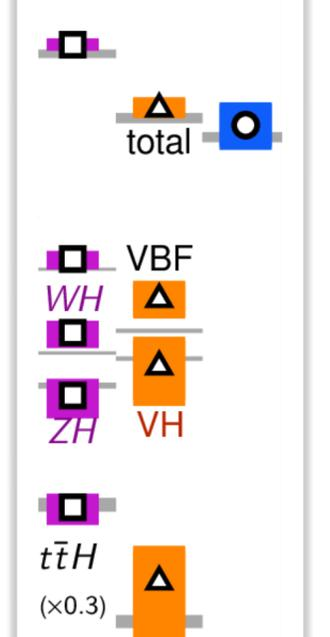 total
VBF
WH
ZH
VH
tt̄H
(×0.3)